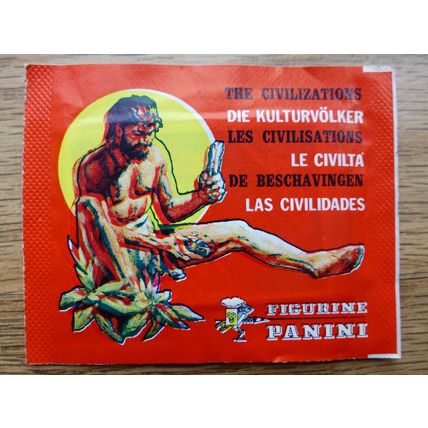 THE CIVILIZATIONS
DIE KULTURVÖLKER
LES CIVILISATIONS
LE CIVILTÀ
DE BESCHAVINGEN
LAS CIVILIDADES
FIGURINE
PANINI